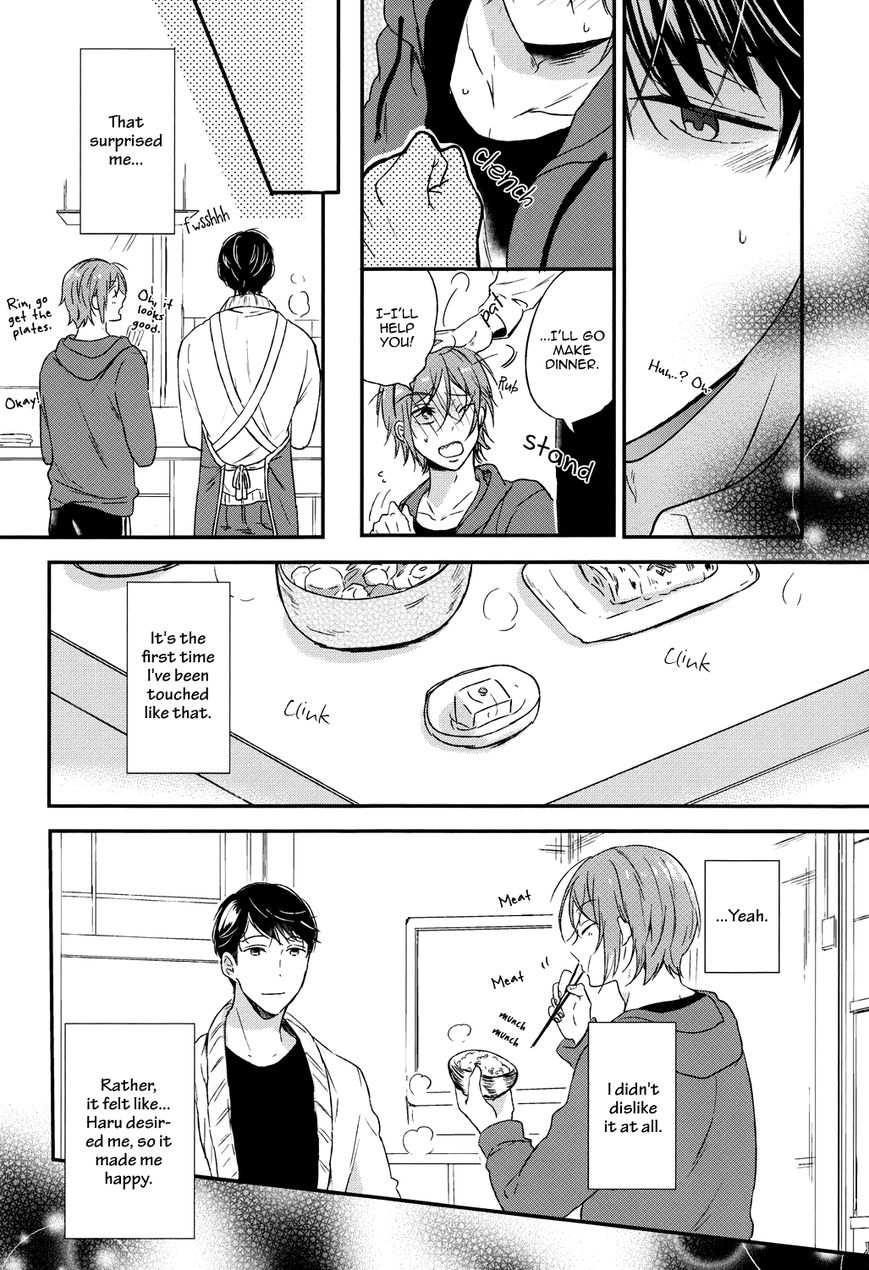 Huh..? Oh.
clench
...I'LL GO
MAKE
DINNER.
pat
Rub
stand
I-I'LL
HELP
YOU!
That
surprised
me...
fwsshhh
Oh, it
looks
good.
Rin, go
get the
plates.
Okay!
It's the
first time
I've been
touched
like that.
Clink
Clink
...Yeah.
Meat
Meat
munch
munch
I didn't
dislike
it at all.
Rather,
it felt like...
Haru desir-
ed me, so it
made me
happy.